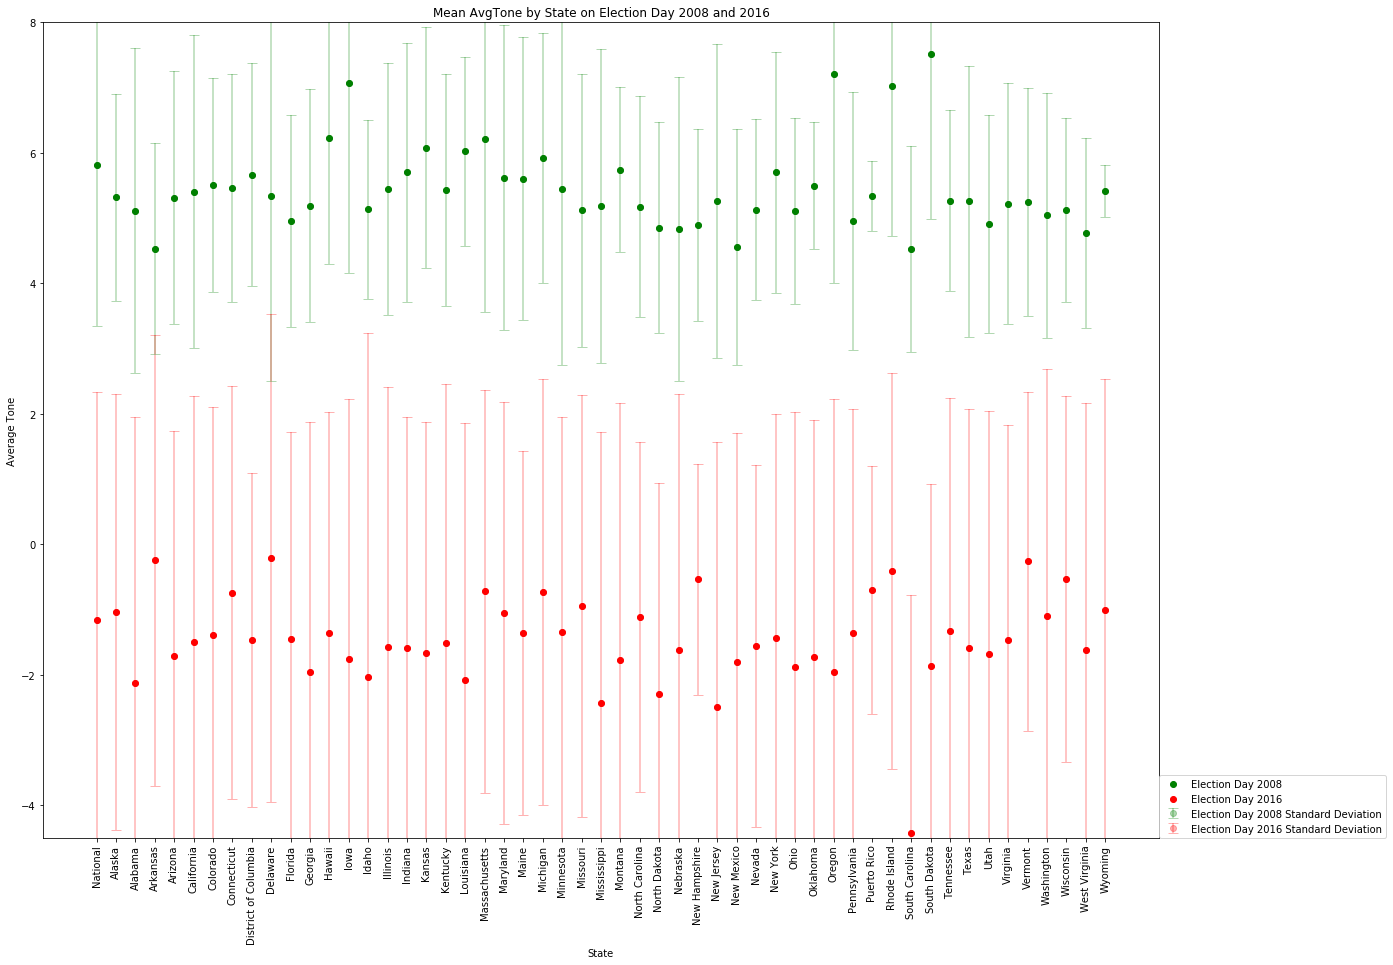 Mean AvgTone by State on Election Day 2008 and 2016
8
6
4
2
0
−2
−4
Average Tone
National
Alaska
Alabama
Arkansas
Arizona
California
Colorado
Connecticut
District of Columbia
Delaware
Florida
Georgia
Hawaii
Iowa
Idaho
Illinois
Indiana
Kansas
Kentucky
Louisiana
Massachusetts
Maryland
Maine
Michigan
Minnesota
Missouri
Mississippi
Montana
North Carolina
North Dakota
Nebraska
New Hampshire
New Jersey
New Mexico
Nevada
New York
Ohio
Oklahoma
Oregon
Pennsylvania
Puerto Rico
Rhode Island
South Carolina
South Dakota
Tennessee
Texas
Utah
Virginia
Vermont
Washington
Wisconsin
West Virginia
Wyoming
State
Election Day 2008
Election Day 2016
Election Day 2008 Standard Deviation
Election Day 2016 Standard Deviation